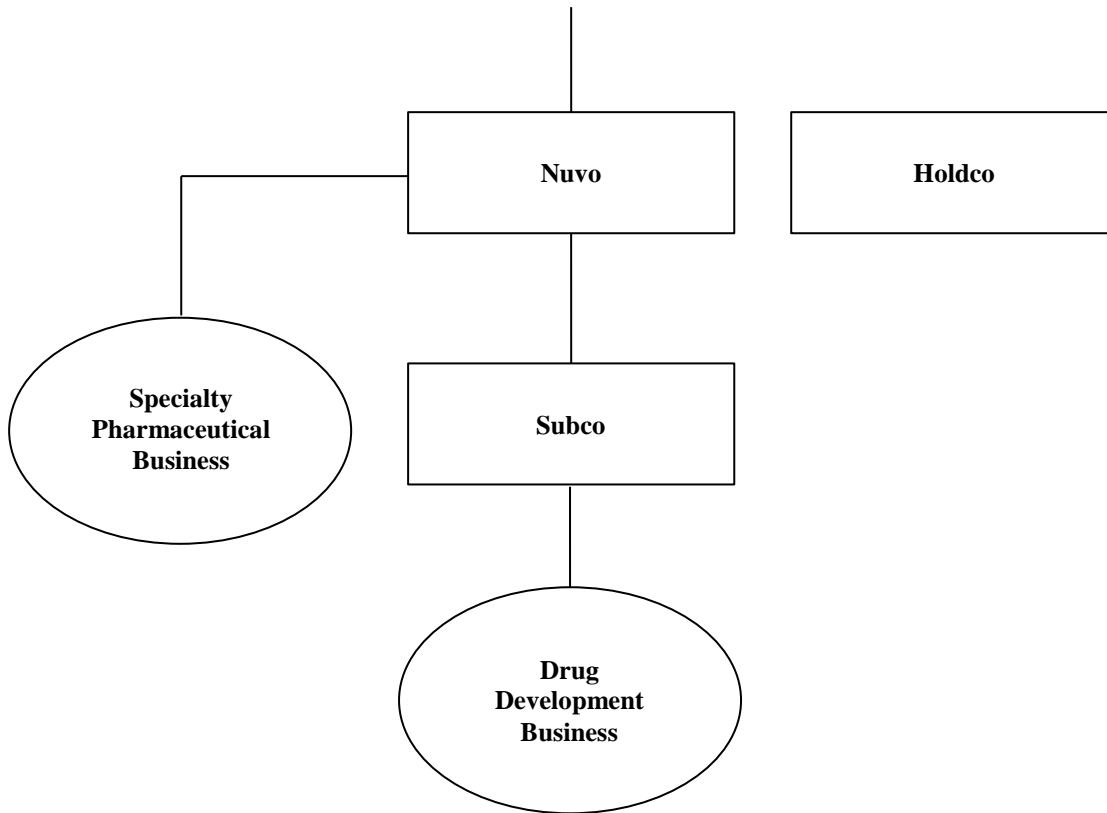 Nuvo
Holdco
Specialty
Pharmaceutical
Business
Subco
Drug
Development
Business